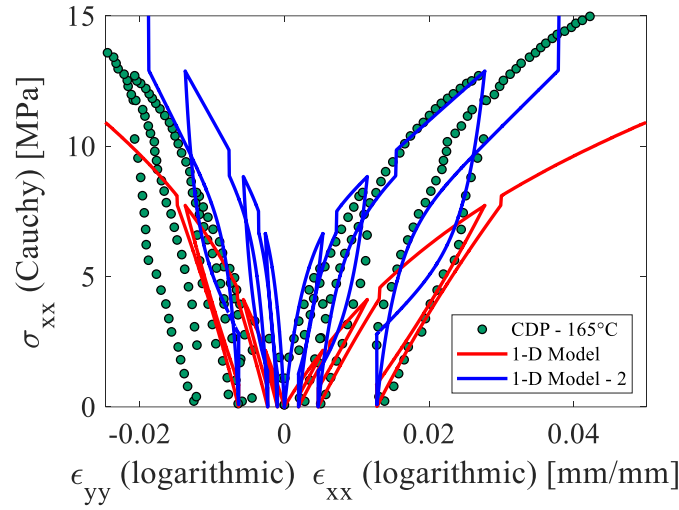 15
10
5
0
σxx ((Cauchy) [MPa]
-0.02
0
0.02
0.04
ϵyy (logarithmic) ϵxx (logarithmic) [mm/mm]
CDP - 165°C
1-D Model
1-D Model - 2